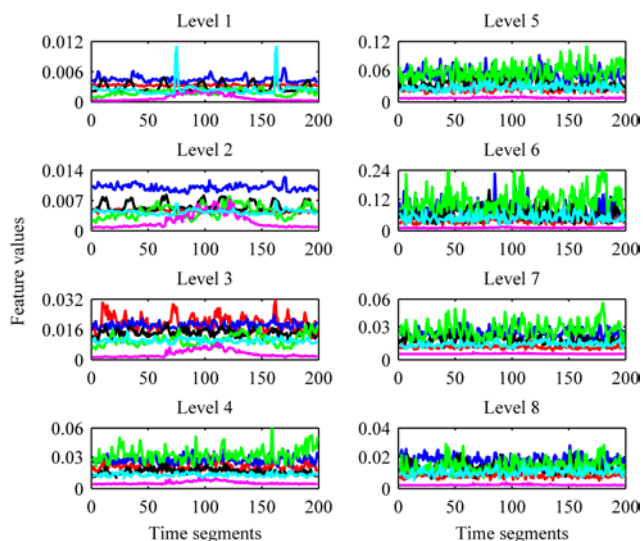 Level 1
0.012
0.006
0
0 50 100 150 200
Level 2
0.014
0.007
0
0 50 100 150 200
Level 3
0.032
0.016
0
0 50 100 150 200
Level 4
0.06
0.03
0
0 50 100 150 200
Feature values
Time segments
Level 5
0.12
0.06
0
0 50 100 150 200
Level 6
0.24
0.12
0
0 50 100 150 200
Level 7
0.06
0.03
0
0 50 100 150 200
Level 8
0.04
0.02
0
0 50 100 150 200
Time segments